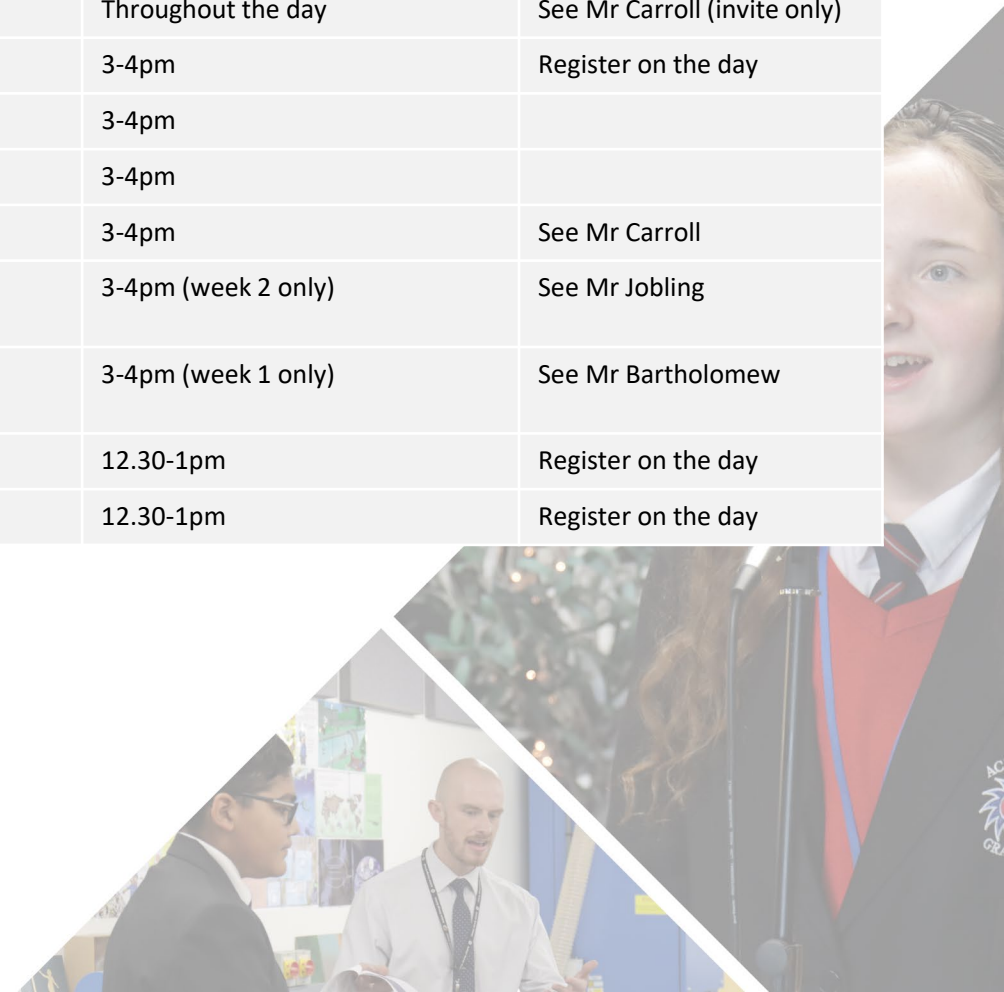 Throughout the day See Mr Carroll (invite only)
3-4pm Register on the day
3-4pm
3-4pm
3-4pm See Mr Carroll
3-4pm (week 2 only) See Mr Jobling
3-4pm (week 1 only) See Mr Bartholomew
12.30-1pm Register on the day
12.30-1pm Register on the day